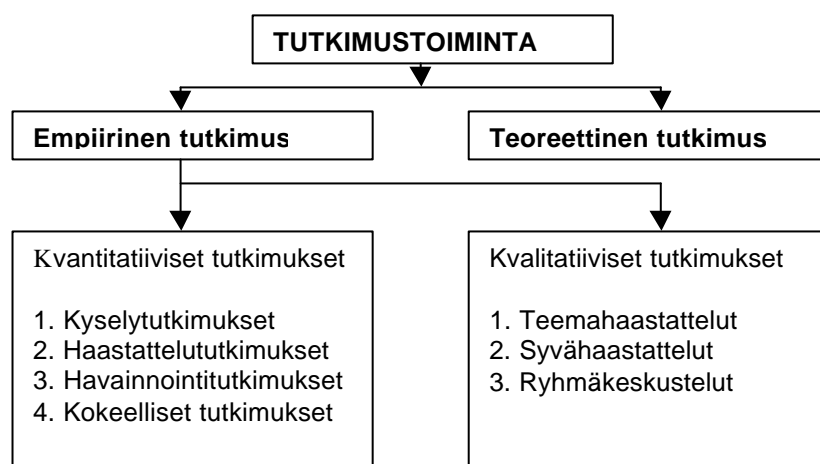 TUTKIMUSTOIMINTA
Empiirinen tutkimus
Teoreettinen tutkimus
Kvantitatiiviset tutkimukset
1. Kyselytutkimukset
2. Haastattelututkimukset
3. Havainnointitutkimukset
4. Kokeelliset tutkimukset
Kvalitatiiviset tutkimukset
1. Teemahaastattelut
2. Syvähaastattelut
3. Ryhmäkeskustelut